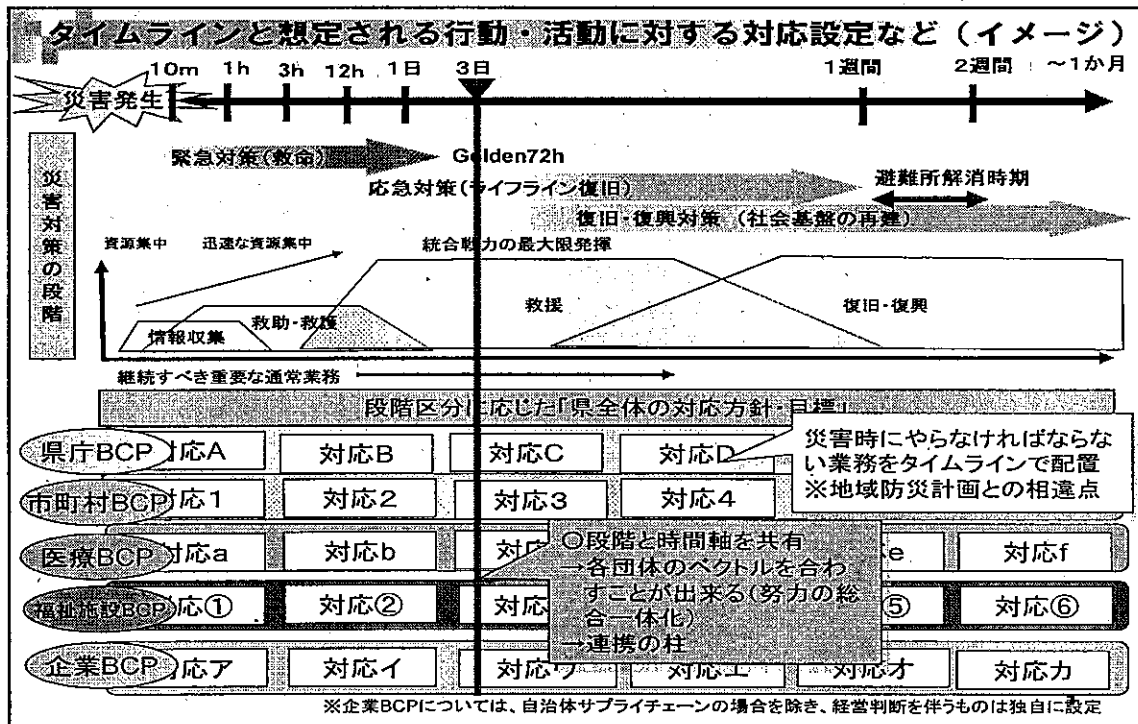 タイムラインと想定される行動・活動に対する対応設定など(イメージ)
10m 1h 3h 12h 1日 3日 1週間 2週間 ~1か月
災害発生
災害対策の段階
緊急対策(救命) Golden72h
応急対策(ライフライン復旧) 避難所解消時期
復旧・復興対策 (社会基盤の再建)
資源集中 迅速な資源集中 統合戦力の最大限発揮
情報収集 救助・救護 救援 復旧・復興
継続すべき重要な通常業務
段階区分に応じた「県全体の対応方針・目標」
県庁BCP 対応A 対応B 対応C 対応D
災害時にやらなければならな
い業務をタイムラインで配置
※地域防災計画との相違点
市町村BCP 対応1 対応2 対応3 対応4
医療BCP 対応a 対応b 対応 e 対応f
○段階と時間軸を共有
→各団体のベクトルを合わ
すことが出来る(努力の総
合一体化)
→連携の柱
福祉施設BCP 対応① 対応② 対応 ⑤ 対応⑥
企業BCP 対応ア 対応イ 対応ウ 対応エ 対応オ 対応カ
※企業BCPについては、自治体サプライチェーンの場合を除き、経営判断を伴うものは独自に設定